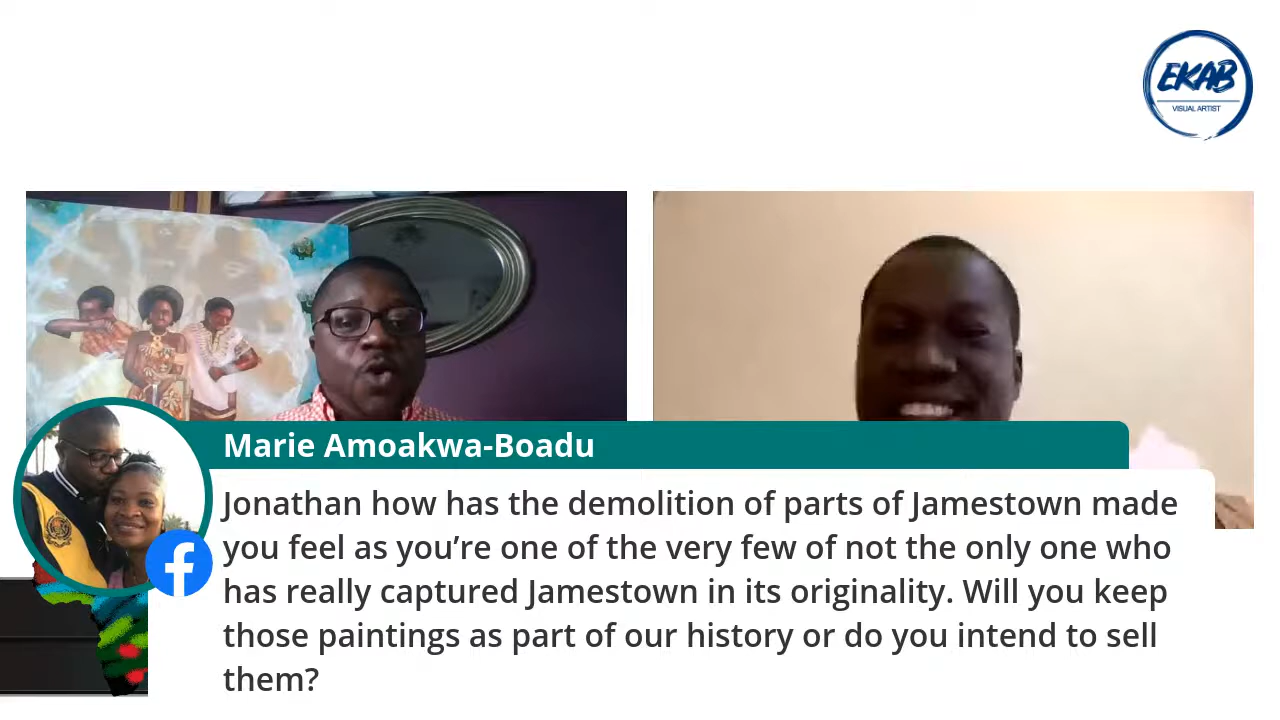 EKAB
VISUAL ARTIST
Marie Amoakwa-Boadu
Jonathan how has the demolition of parts of Jamestown made
you feel as you’re one of the very few of not the only one who
has really captured Jamestown in its originality. Will you keep
those paintings as part of our history or do you intend to sell
them?